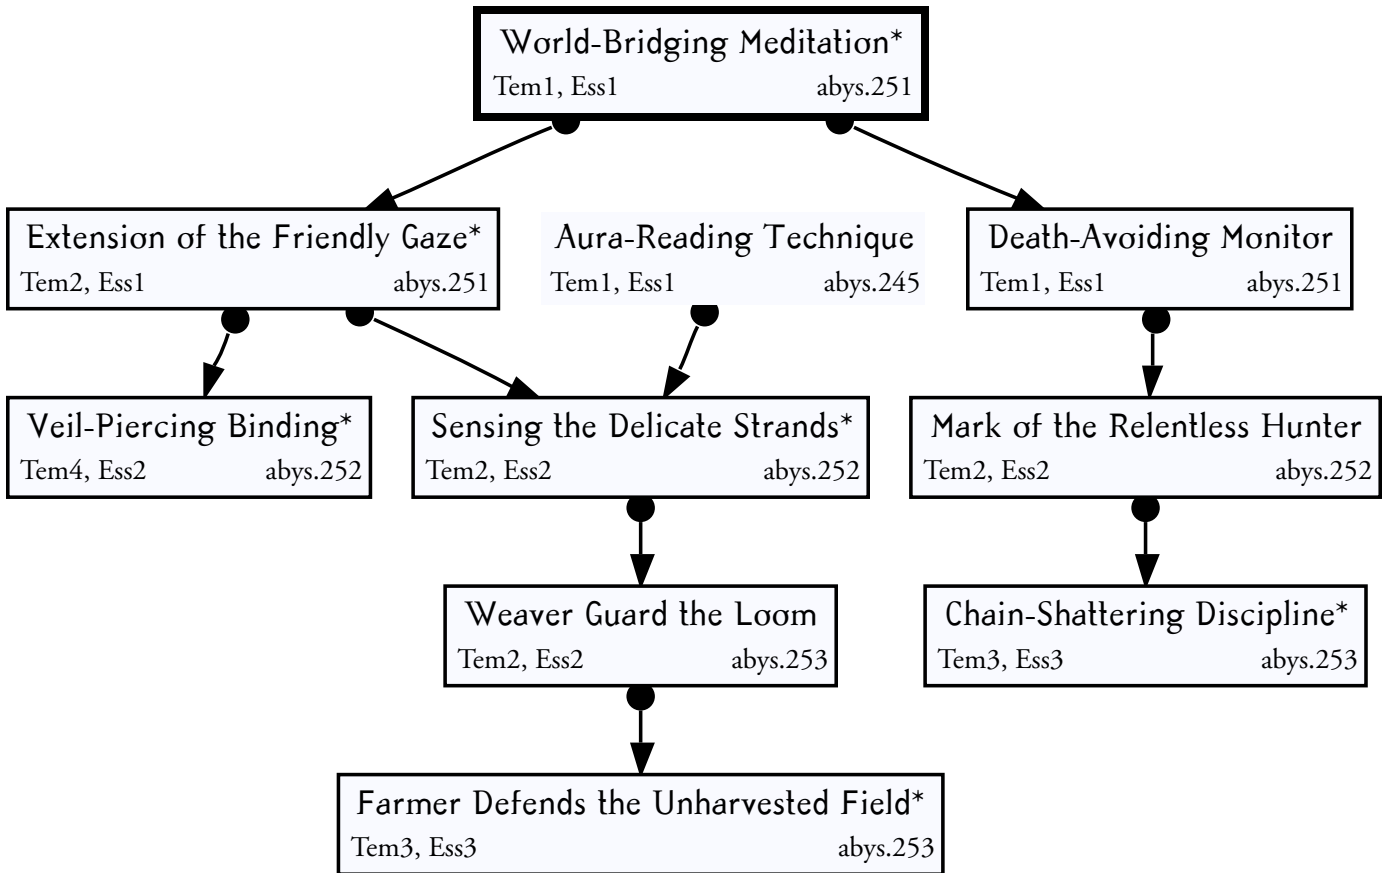 World-Bridging Meditation*
Tem1, Ess1 abys.251
Extension of the Friendly Gaze*
Tem2, Ess1 abys.251
Aura-Reading Technique
Tem1, Ess1 abys.245
Death-Avoiding Monitor
Tem1, Ess1 abys.251
Veil-Piercing Binding*
Tem4, Ess2 abys.252
Sensing the Delicate Strands*
Tem2, Ess2 abys.252
Mark of the Relentless Hunter
Tem2, Ess2 abys.252
Weaver Guard the Loom
Tem2, Ess2 abys.253
Chain-Shattering Discipline*
Tem3, Ess3 abys.253
Farmer Defends the Unharvested Field*
Tem3, Ess3 abys.253